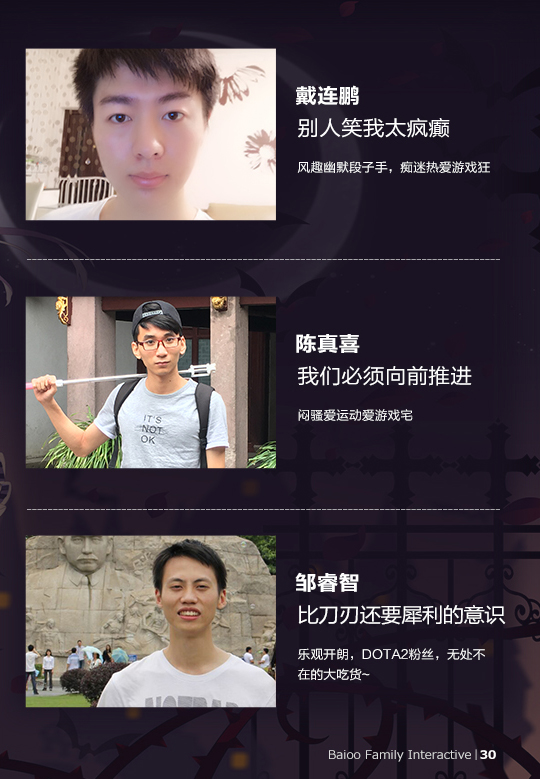 戴连鹏
别人笑我太疯癫
风趣幽默段子手，痴迷热爱游戏狂
陈真喜
我们必须向前推进
闷骚爱运动爱游戏宅
IT'S
NOT
OK
邹睿智
比刀刃还要犀利的意识
乐观开朗，DOTA2粉丝，无处不
在的大吃货~
Baioo Family Interactive | 30